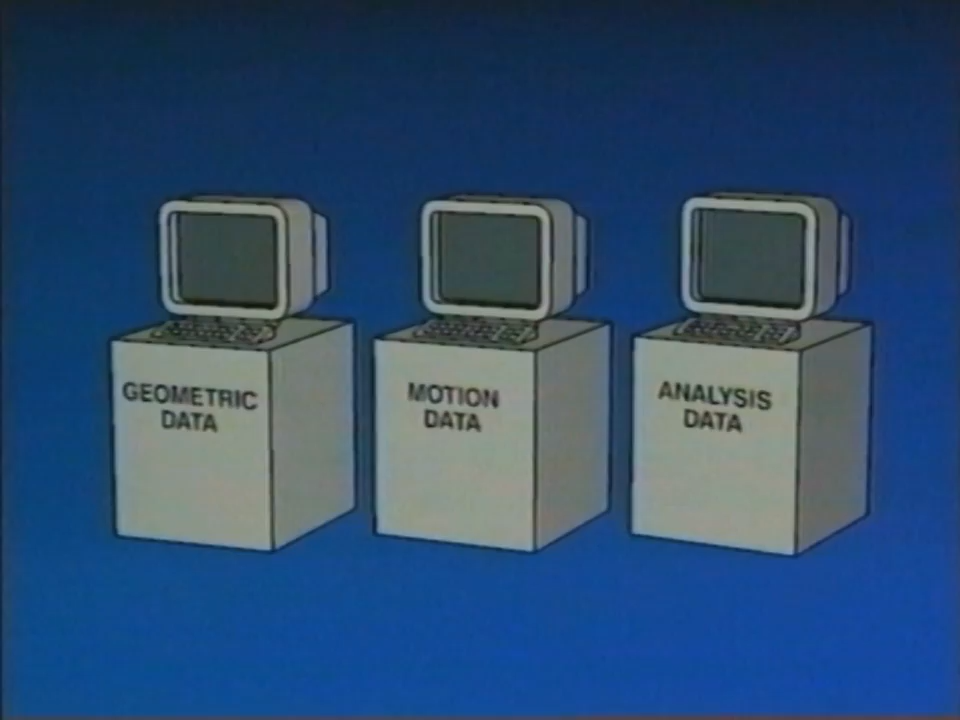 GEOMETRIC
DATA
MOTION
DATA
ANALYSIS
DATA